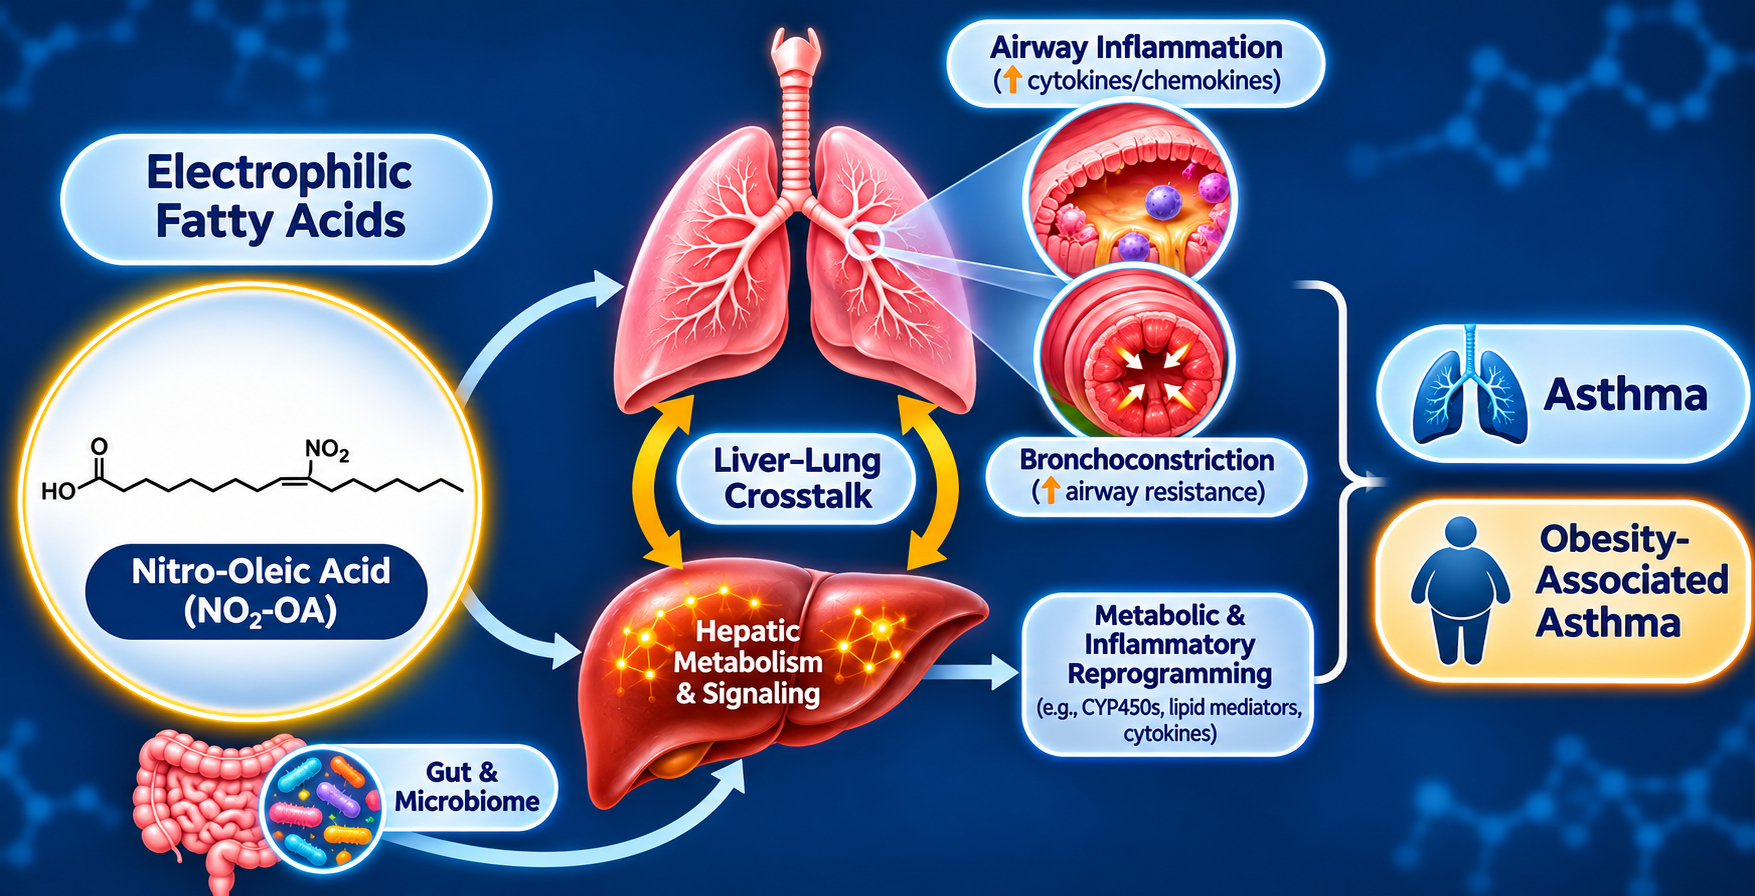 Electrophilic
Fatty Acids
O
HO
NO₂
Nitro-Oleic Acid
(NO₂-OA)
Gut &
Microbiome
Airway Inflammation
(↑ cytokines/chemokines)
Liver–Lung
Crosstalk
Bronchoconstriction
(↑ airway resistance)
Hepatic
Metabolism
& Signaling
Metabolic &
Inflammatory
Reprogramming
(e.g., CYP450s, lipid mediators,
cytokines)
Asthma
Obesity-
Associated
Asthma